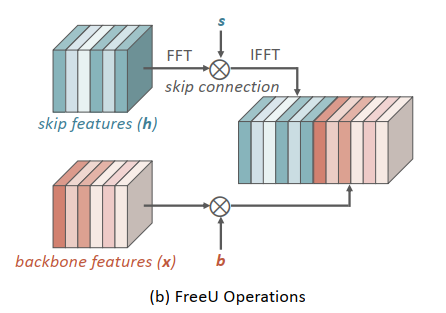 s
FFT
IFFT
skip connection
skip features (h)
backbone features (x)
b
(b) FreeU Operations